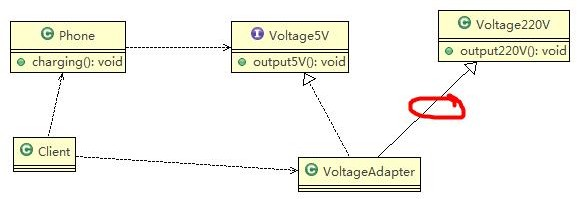 C Phone
charging(): void
I Voltage5V
output5V(): void
C Voltage220V
output220V(): void
C Client
C VoltageAdapter